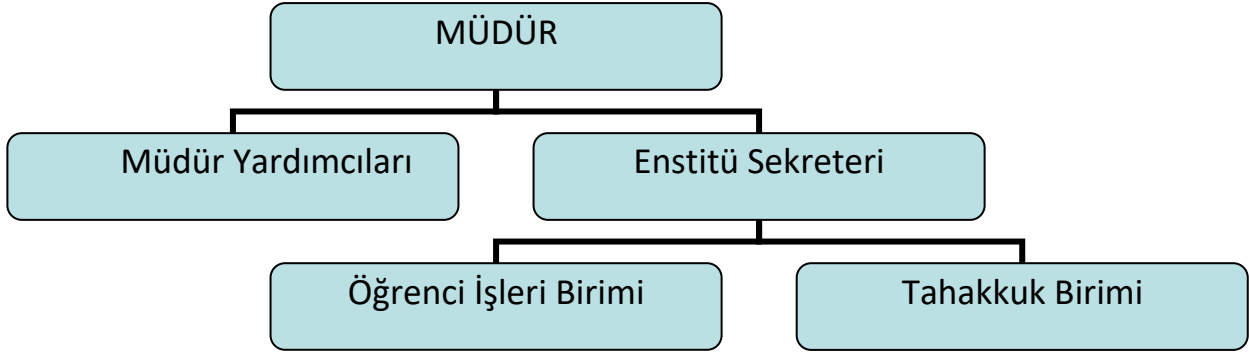 MÜDÜR
Müdür Yardımcıları
Enstitü Sekreteri
Öğrenci İşleri Birimi
Tahakkuk Birimi